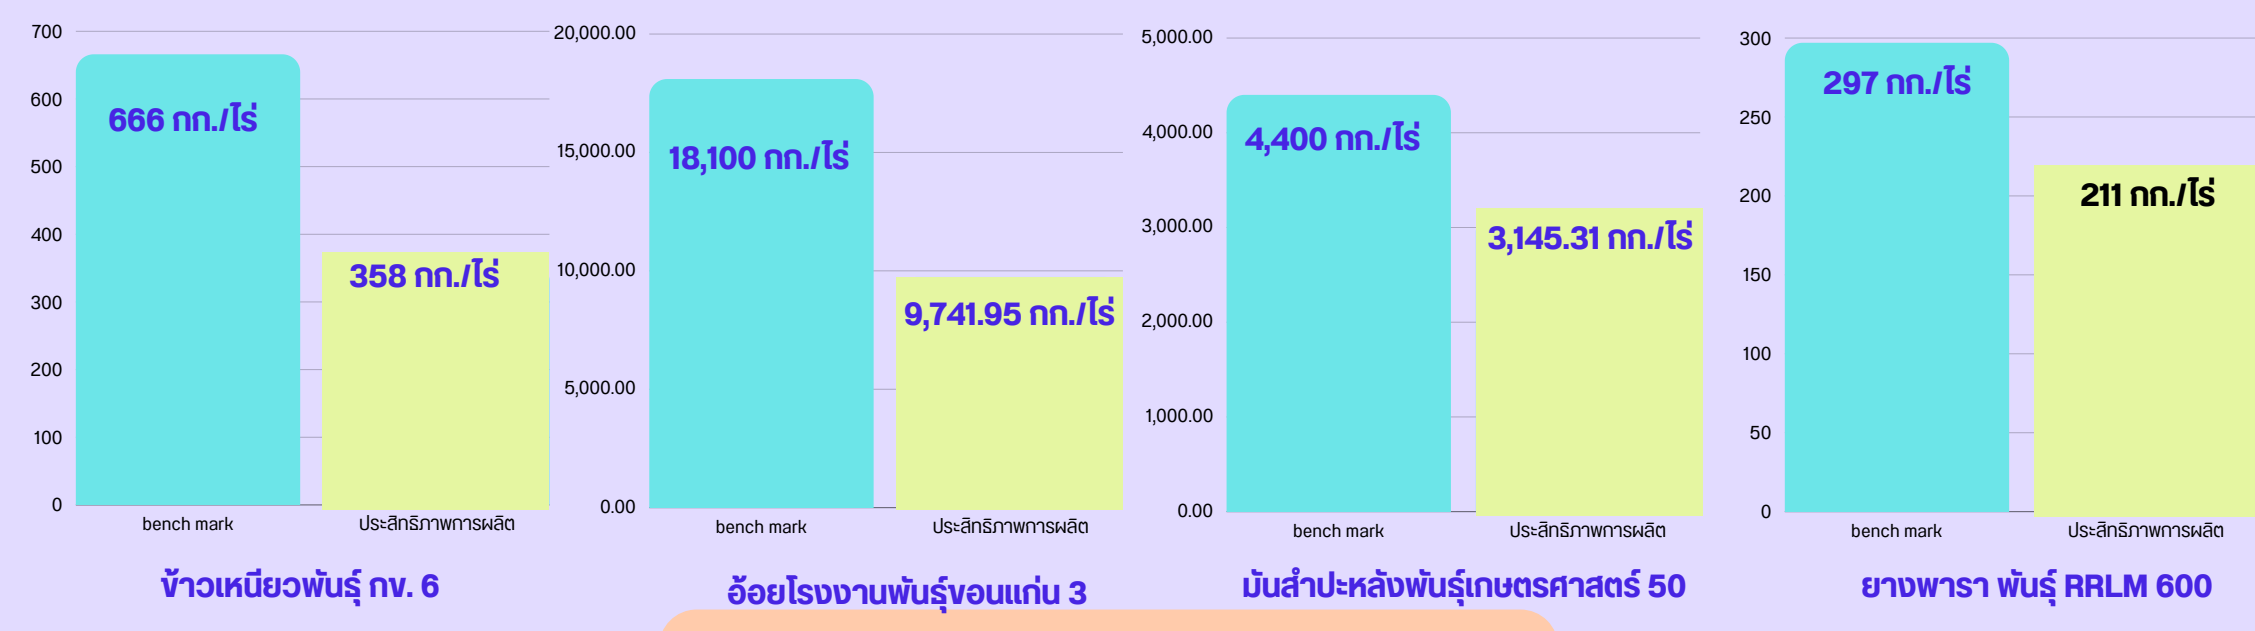 700
600
500
400
300
200
100
0
666 กก./ไร่
358 กก./ไร่
bench mark
ประสิทธิภาพการผลิต
ข้าวเหนียวพันธุ์ กข. 6
20,000.00
15,000.00
10,000.00
5,000.00
0.00
18,100 กก./ไร่
9,741.95 กก./ไร่
bench mark
ประสิทธิภาพการผลิต
อ้อยโรงงานพันธุ์ขอนแก่น 3
5,000.00
4,000.00
3,000.00
2,000.00
1,000.00
0.00
4,400 กก./ไร่
3,145.31 กก./ไร่
bench mark
ประสิทธิภาพการผลิต
มันสำปะหลังพันธุ์เกษตรศาสตร์ 50
300
250
200
150
100
50
0
297 กก./ไร่
211 กก./ไร่
bench mark
ประสิทธิภาพการผลิต
ยางพารา พันธุ์ RRLM 600